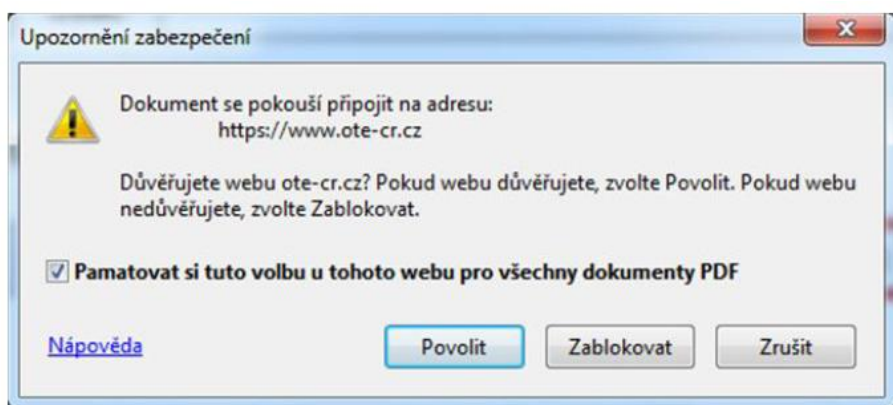 Upozornění zabezpečení
Dokument se pokouší připojit na adresu:
https://www.ote-cr.cz
Důvěřujete webu ote-cr.cz? Pokud webu důvěřujete, zvolte Povolit. Pokud webu
nedůvěřujete, zvolte Zablokovat.
Pamatovat si tuto volbu u tohoto webu pro všechny dokumenty PDF
Nápověda Povolit Zablokovat Zrušit